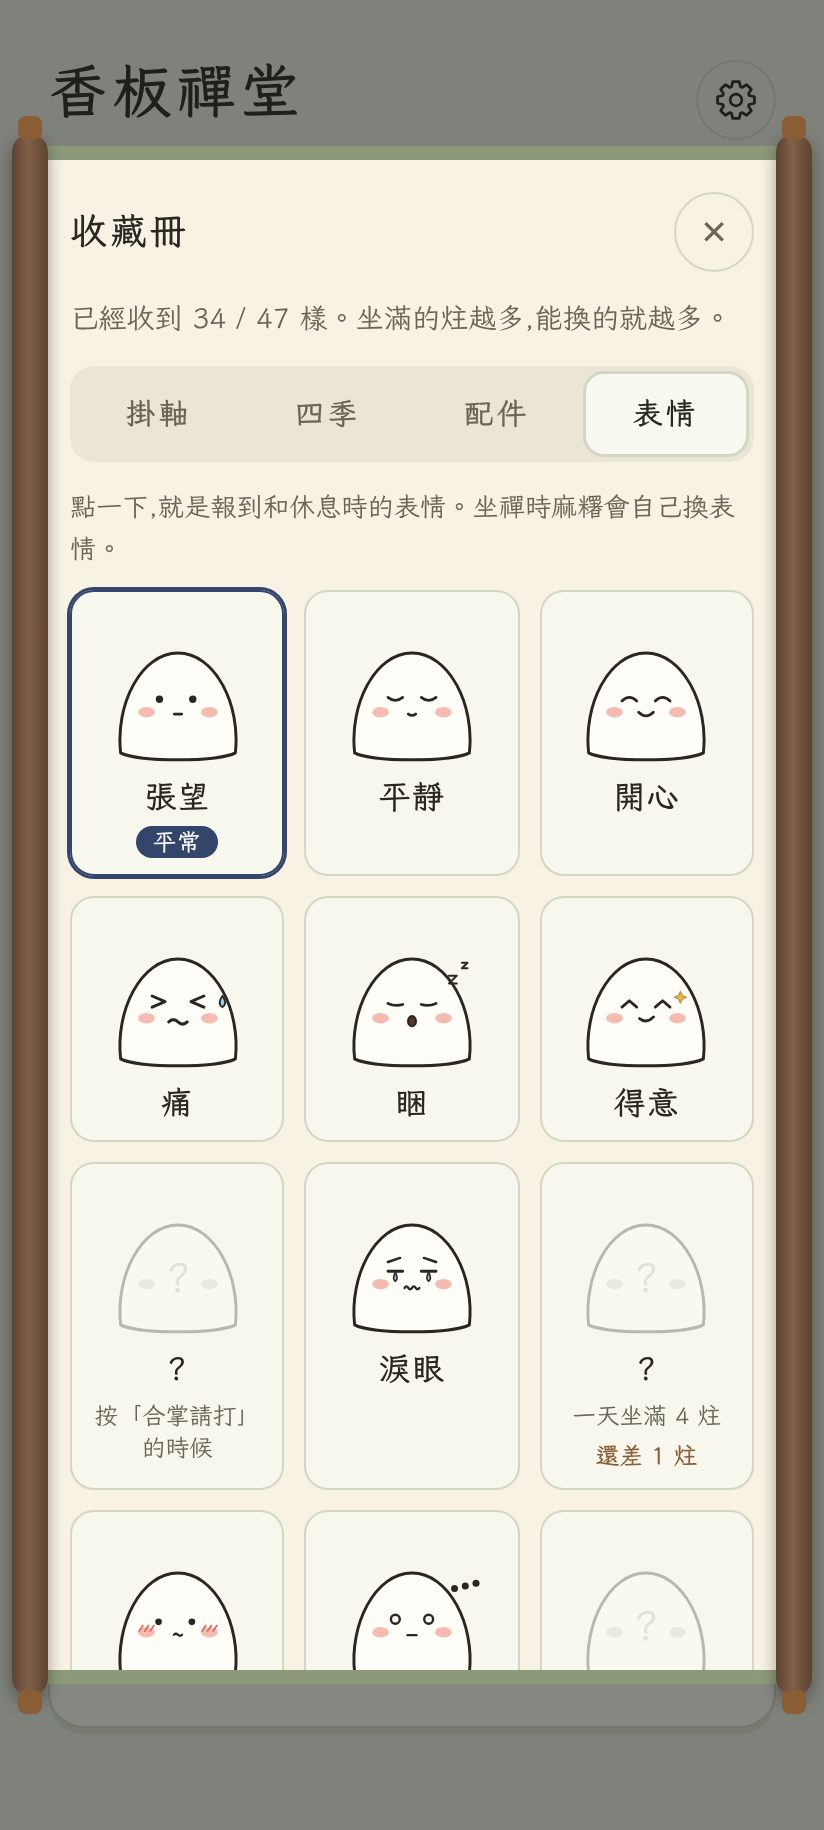 香板禪堂
收藏冊
已經收到 34 / 47 樣。坐滿的炷越多,能換的就越多。
掛軸 四季 配件 表情
點一下,就是報到和休息時的表情。坐禪時麻糬會自己換表
情。
張望 平靜 開心
平常
z
z
痛 睏 得意
? ?
? 淚眼 ?
按「合掌請打」
的時候
一天坐滿 4 炷
還差 1 炷
?